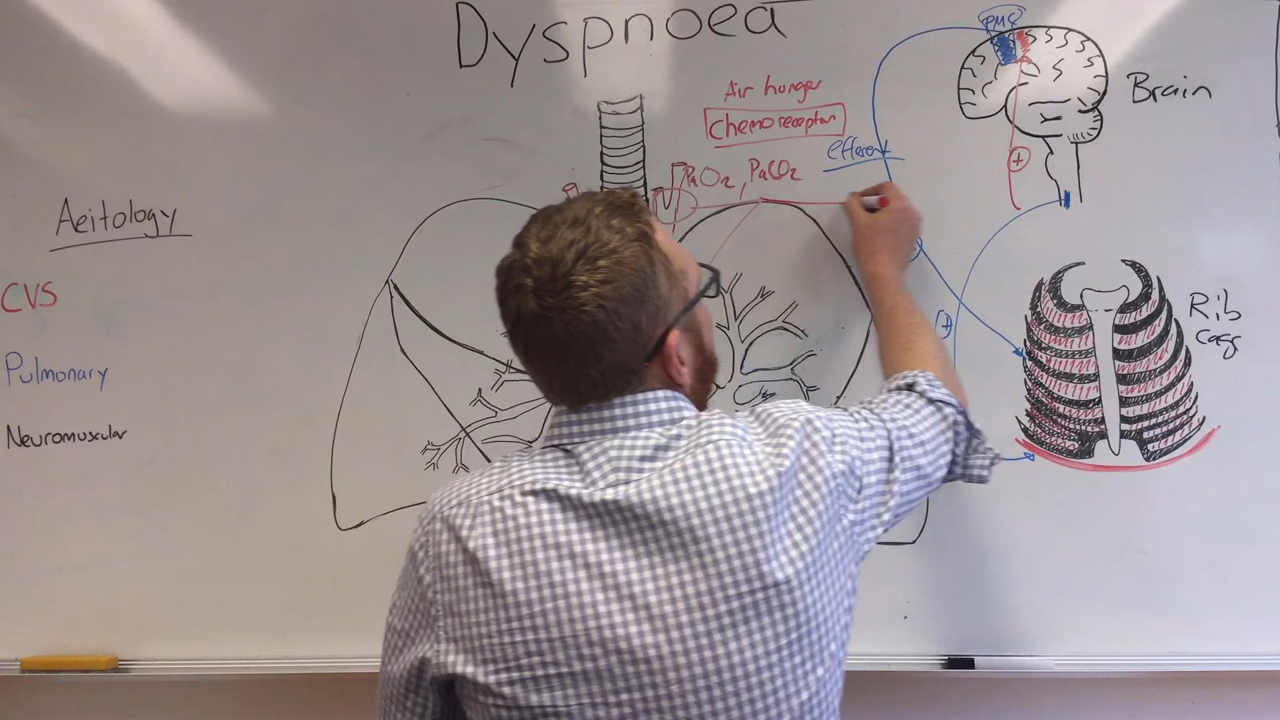 Dyspnoea
PMC
Brain
Air hunger
Chemoreceptor
efferent
PaO2, PaCO2
Aeitology
CVS
Pulmonary
Neuromuscular
Rib
cage
+
(+)